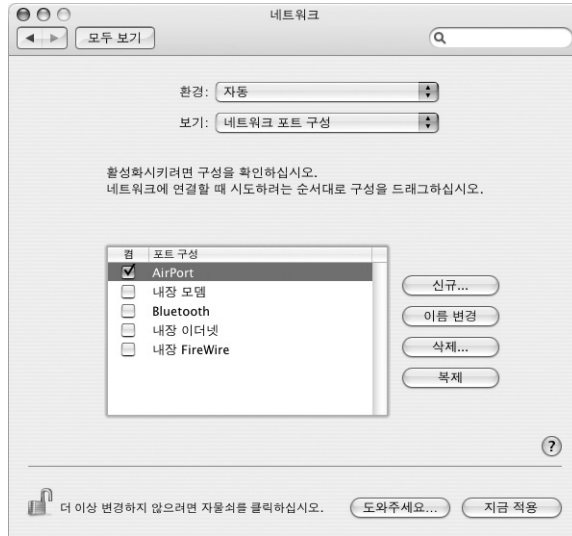 네트워크
모두 보기
환경: 자동
보기: 네트워크 포트 구성
활성화시키려면 구성을 확인하십시오.
네트워크에 연결할 때 시도하려는 순서대로 구성을 드래그하십시오.
켬 포트 구성
AirPort
내장 모뎀
Bluetooth
내장 이더넷
내장 FireWire
신규...
이름 변경
삭제...
복제
?
더 이상 변경하지 않으려면 자물쇠를 클릭하십시오.
도와주세요...
지금 적용